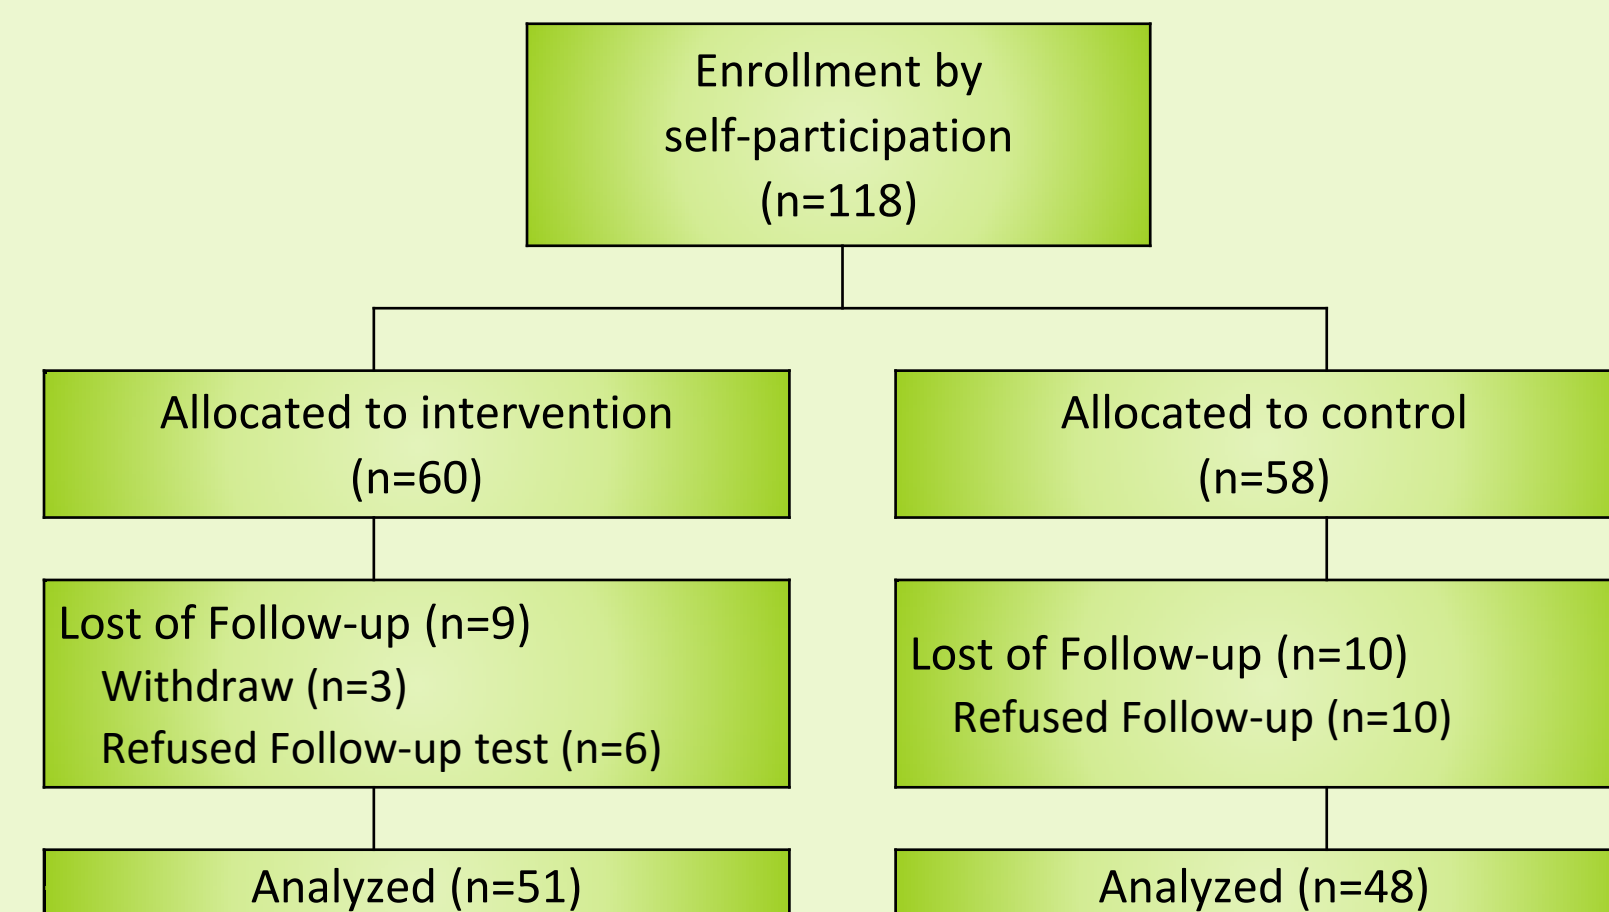 Enrollment by
self-participation
(n=118)
Allocated to intervention
(n=60)
Allocated to control
(n=58)
Lost of Follow-up (n=9)
Withdraw (n=3)
Refused Follow-up test (n=6)
Lost of Follow-up (n=10)
Refused Follow-up (n=10)
Analyzed (n=51)
Analyzed (n=48)